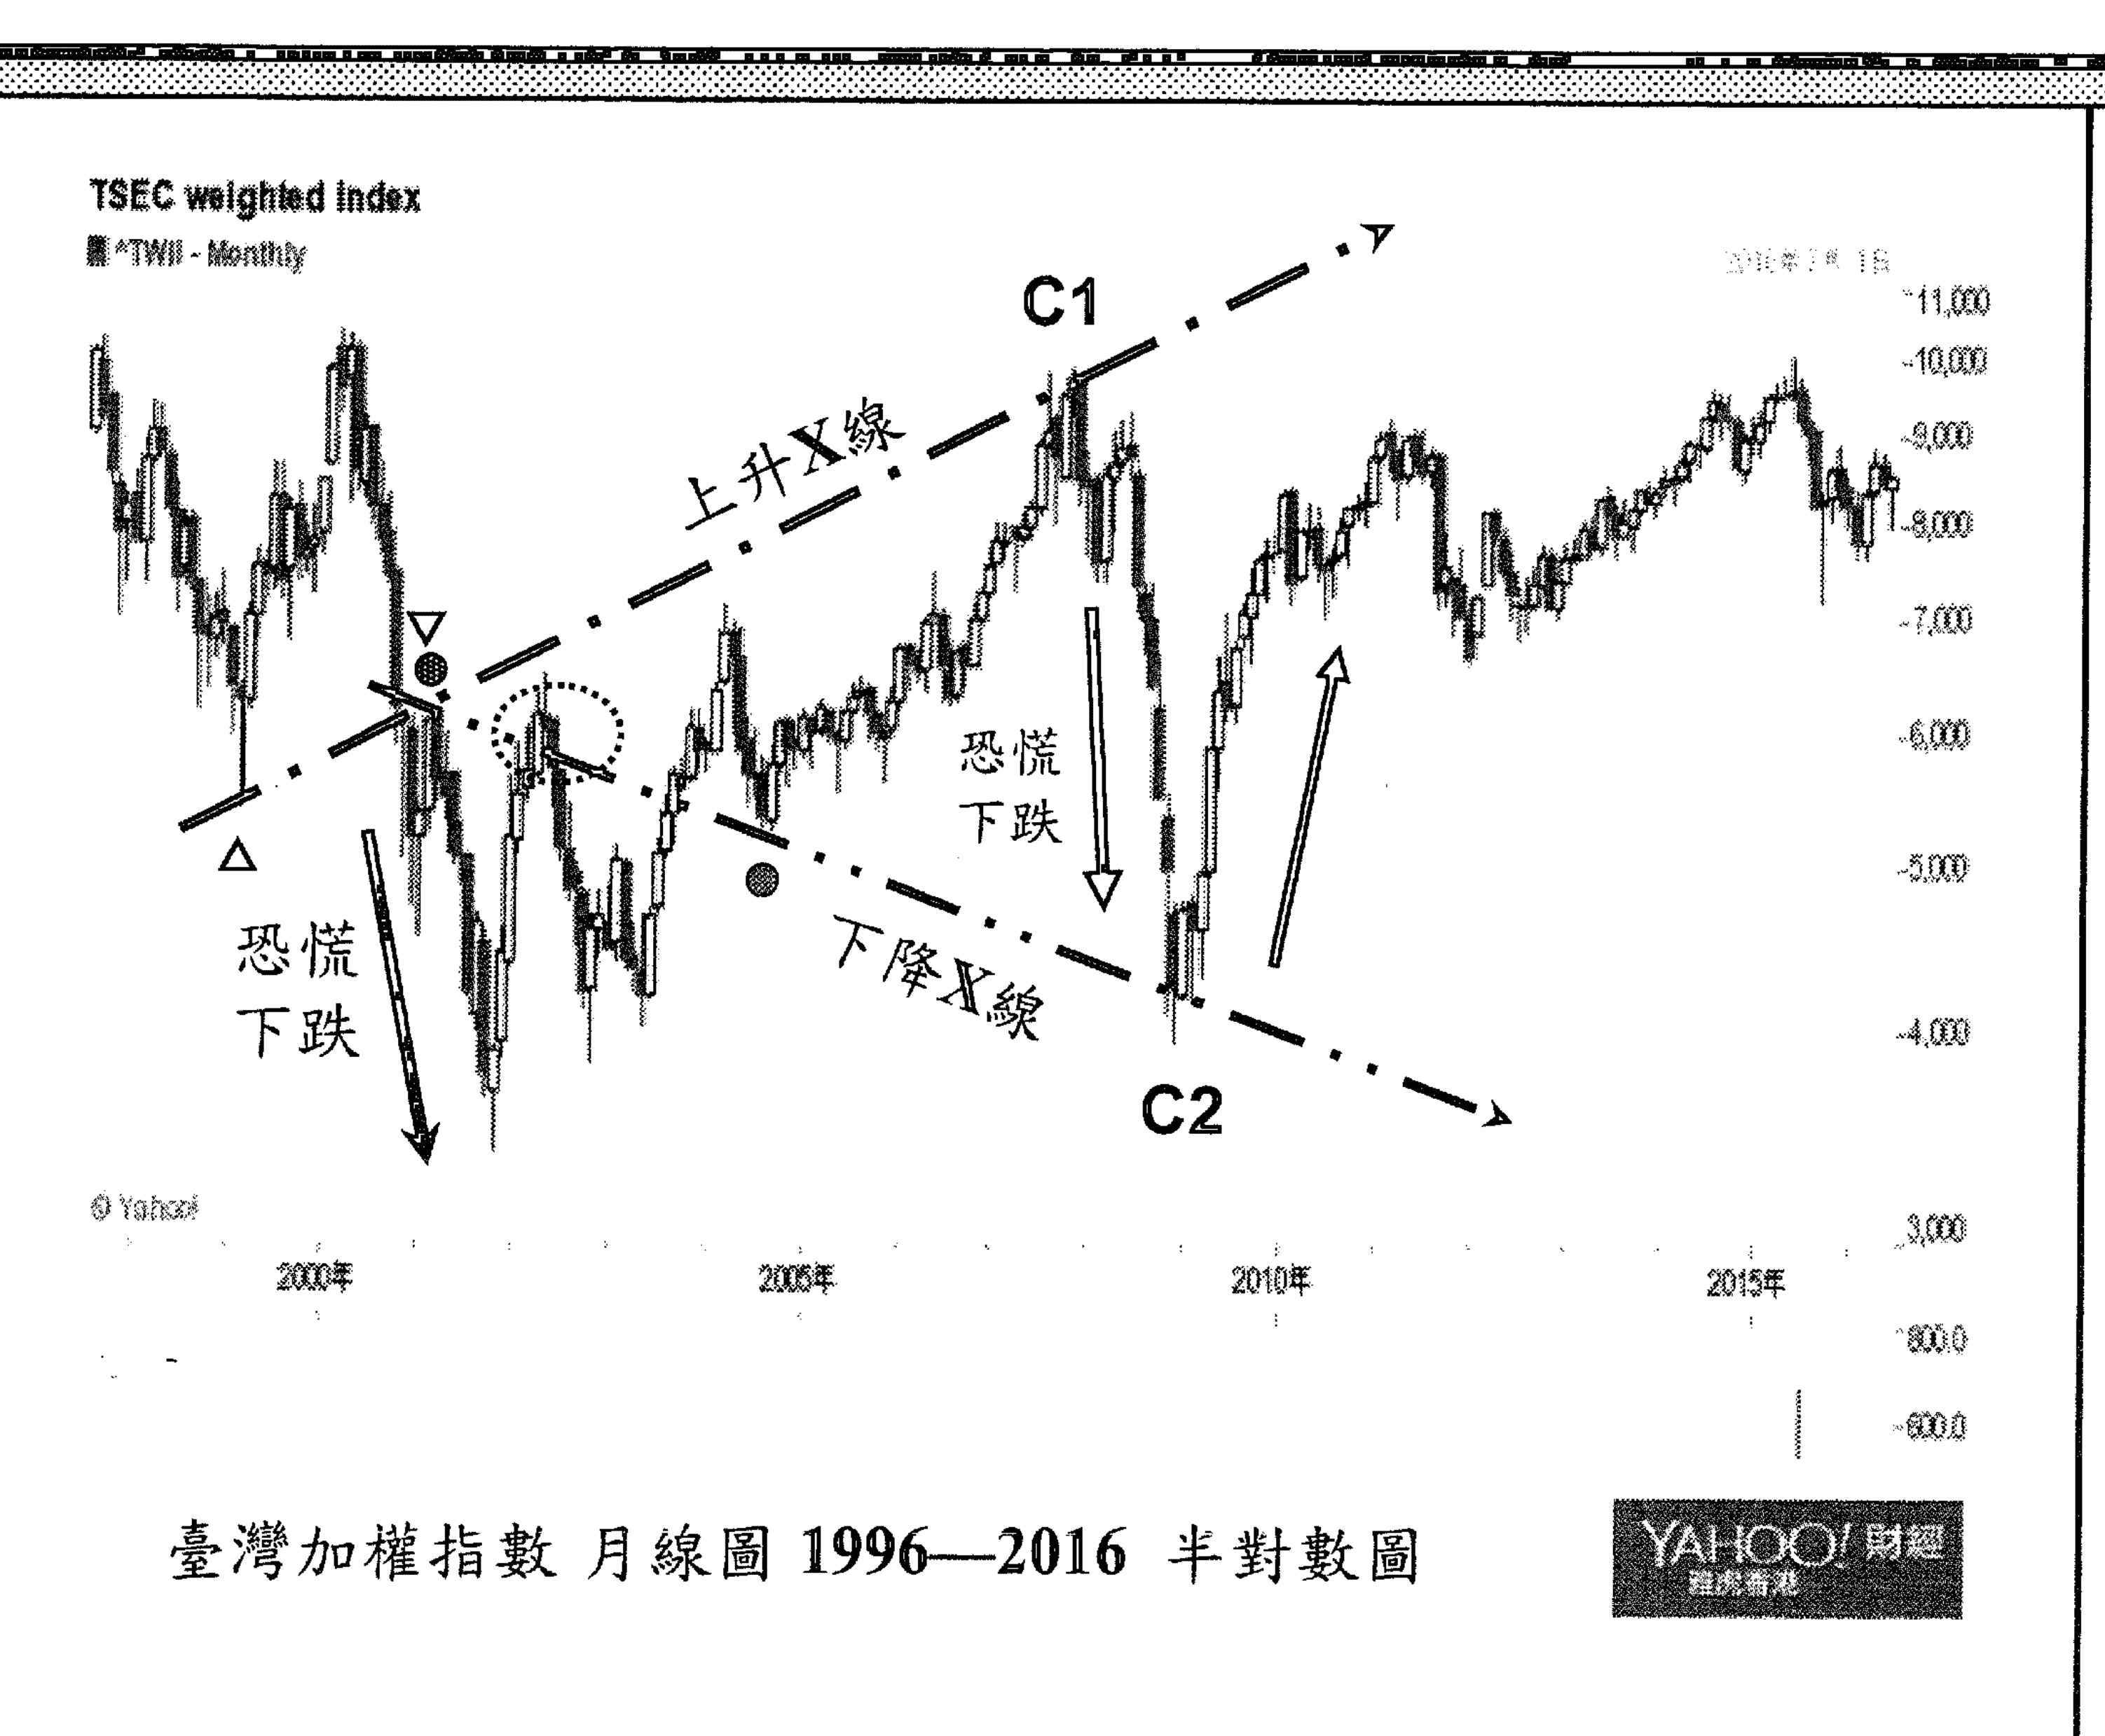 TSEC weighted index
^TWII - Monthly
C1
11,000
10,000
9,000
8,000
7,000
6,000
5,000
4,000
3,000
上升X線
恐慌
下跌
恐慌
下跌
下降X線
C2
© Yahoo!
2000年
2005年
2010年
2015年
800.0
600.0
臺灣加權指數 月線圖 1996—2016 半對數圖
YAHOO! 財經
雅虎香港